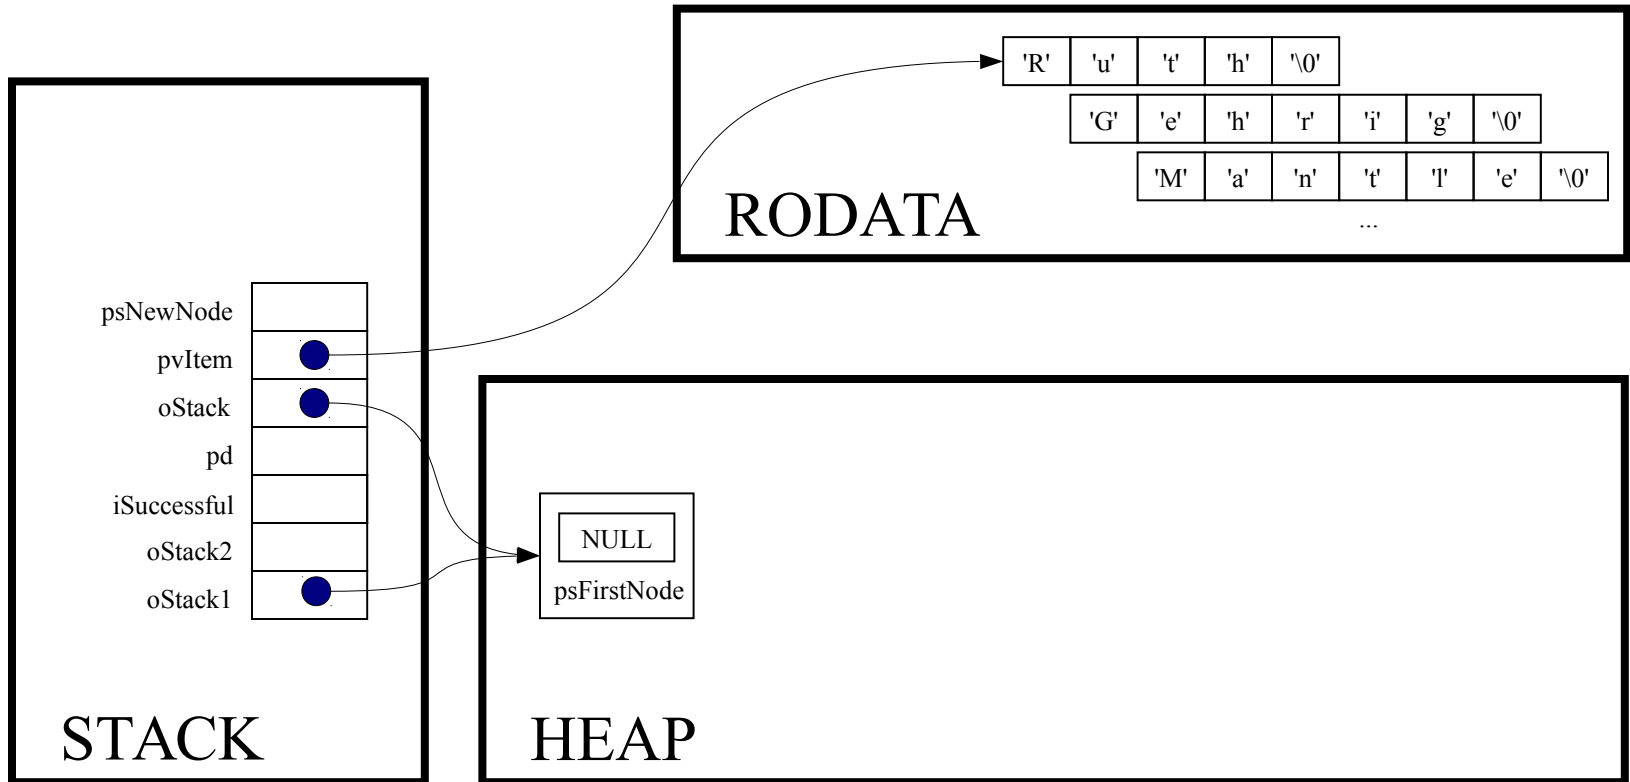 'R' 'u' 't' 'h' '\0'
'G' 'e' 'h' 'r' 'i' 'g' '\0'
'M' 'a' 'n' 't' 'l' 'e' '\0'
...
RODATA
psNewNode
pvItem
oStack
pd
iSuccessful
oStack2
oStack1
STACK
NULL
psFirstNode
HEAP